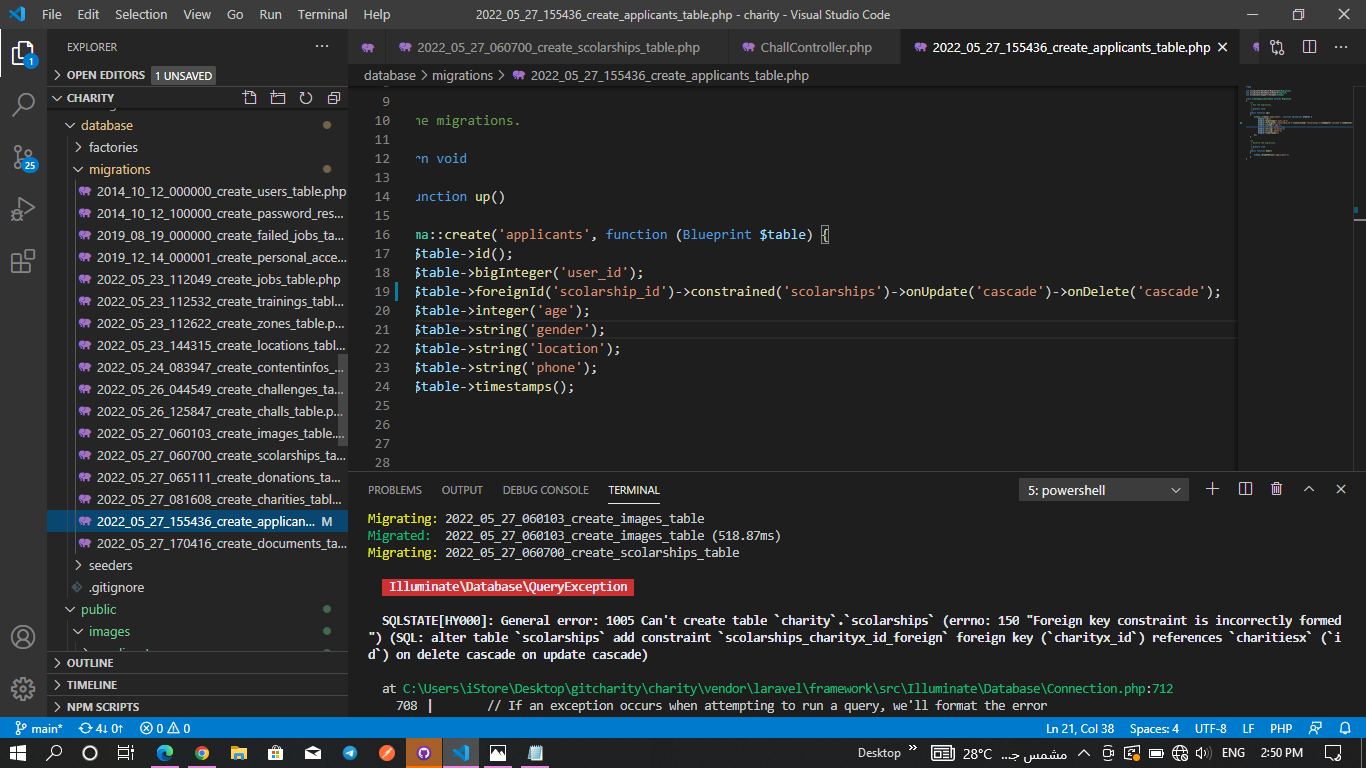 File Edit Selection View Go Run Terminal Help 2022_05_27_155436_create_applicants_table.php - charity - Visual Studio Code
EXPLORER
OPEN EDITORS 1 UNSAVED
CHARITY
database
factories
migrations
2014_10_12_000000_create_users_table.php
2014_10_12_100000_create_password_res...
2019_08_19_000000_create_failed_jobs_ta...
2019_12_14_000001_create_personal_acce...
2022_05_23_112049_create_jobs_table.php
2022_05_23_112532_create_trainings_tabl...
2022_05_23_112622_create_zones_table.p...
2022_05_23_144315_create_locations_tabl...
2022_05_24_083947_create_contentinfos_...
2022_05_26_044549_create_challenges_ta...
2022_05_26_125847_create_challs_table.p...
2022_05_27_060103_create_images_table....
2022_05_27_060700_create_scolarships_ta...
2022_05_27_065111_create_donations_ta...
2022_05_27_081608_create_charities_tabl...
2022_05_27_155436_create_applican... M
2022_05_27_170416_create_documents_ta...
seeders
.gitignore
public
images
OUTLINE
TIMELINE
NPM SCRIPTS
1
25
2022_05_27_060700_create_scolarships_table.php ChallController.php 2022_05_27_155436_create_applicants_table.php
database > migrations > 2022_05_27_155436_create_applicants_table.php
9
10 he migrations.
11
12 rn void
13
14 unction up()
15
16 ma::create('applicants', function (Blueprint $table) {
17 $table->id();
18 $table->bigInteger('user_id');
19 $table->foreignId('scolarship_id')->constrained('scolarships')->onUpdate('cascade')->onDelete('cascade');
20 $table->integer('age');
21 $table->string('gender');
22 $table->string('location');
23 $table->string('phone');
24 $table->timestamps();
25
26
27
28
PROBLEMS OUTPUT DEBUG CONSOLE TERMINAL 5: powershell
Migrating: 2022_05_27_060103_create_images_table
Migrated: 2022_05_27_060103_create_images_table (518.87ms)
Migrating: 2022_05_27_060700_create_scolarships_table
Illuminate\Database\QueryException
SQLSTATE[HY000]: General error: 1005 Can't create table `charity`.`scolarships` (errno: 150 "Foreign key constraint is incorrectly formed
") (SQL: alter table `scolarships` add constraint `scolarships_charityx_id_foreign` foreign key (`charityx_id`) references `charitiesx` (`i
d`) on delete cascade on update cascade)
at C:\Users\iStore\Desktop\gitcharity\charity\vendor\laravel\framework\src\Illuminate\Database\Connection.php:712
708 | // If an exception occurs when attempting to run a query, we'll format the error
main* 4↓ 0↑ 0 0 Ln 21, Col 38 Spaces: 4 UTF-8 LF PHP
Desktop » 28°C مشمس جـ... ENG 2:50 PM